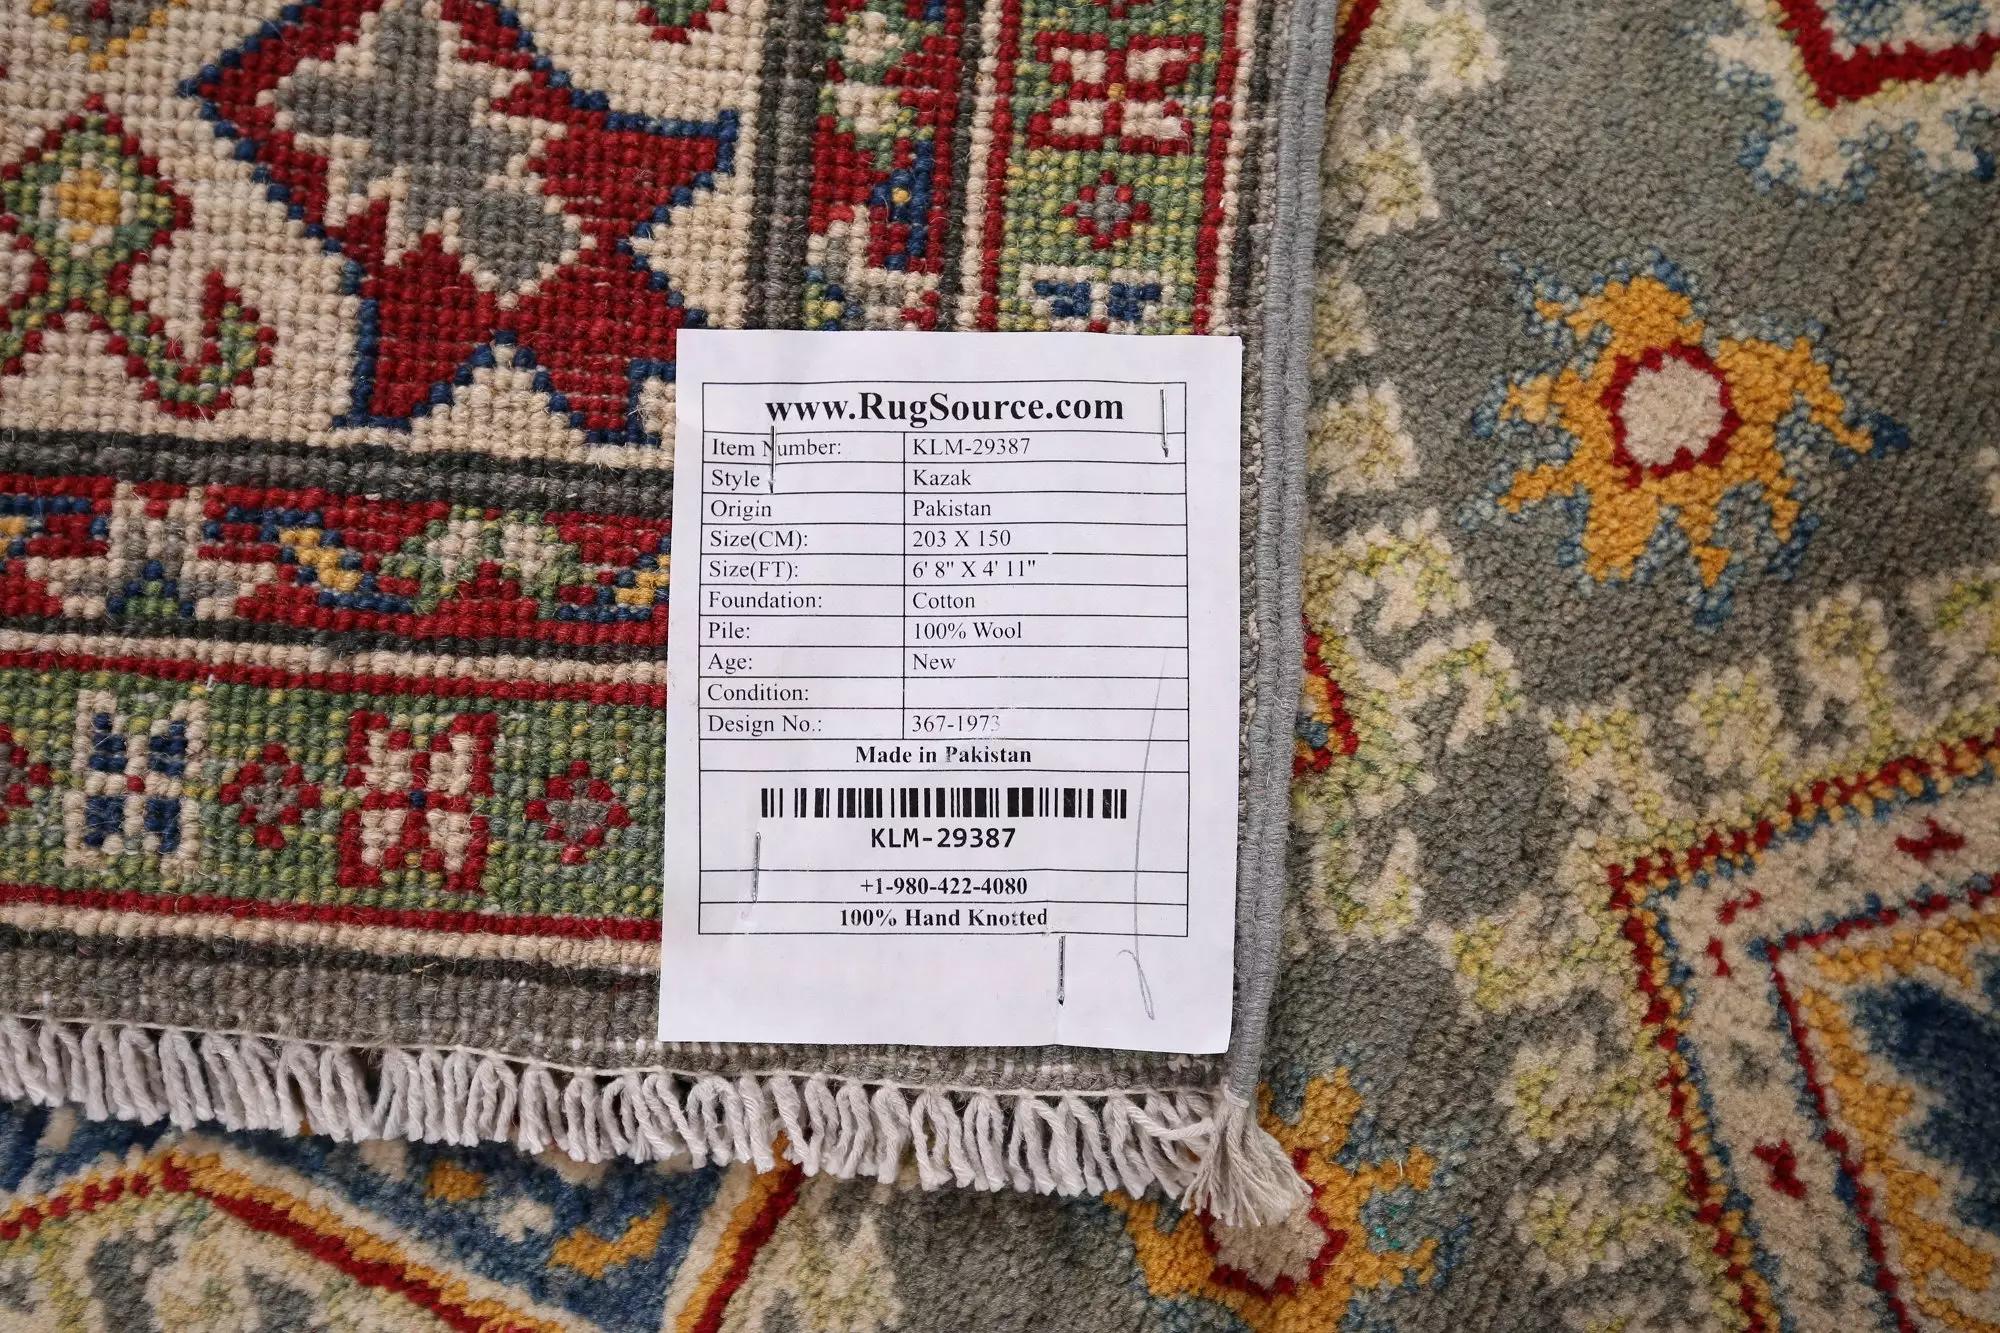 www.RugSource.com
Item Number: KLM-29387
Style Kazak
Origin Pakistan
Size(CM): 203 X 150
Size(FT): 6' 8" X 4' 11"
Foundation: Cotton
Pile: 100% Wool
Age: New
Condition:
Design No.: 367-1973
Made in Pakistan
KLM-29387
+1-980-422-4080
100% Hand Knotted